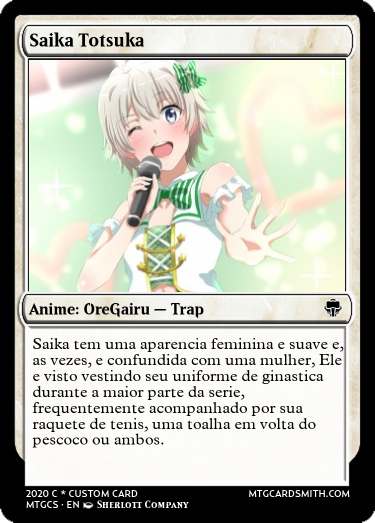 Saika Totsuka
Anime: OreGairu — Trap
Saika tem uma aparencia feminina e suave e,
as vezes, e confundida com uma mulher, Ele
e visto vestindo seu uniforme de ginastica
durante a maior parte da serie,
frequentemente acompanhado por sua
raquete de tenis, uma toalha em volta do
pescoco ou ambos.
2020 C * CUSTOM CARD
MTGCARDSMITH.COM
MTGCS - EN Sherlott Company